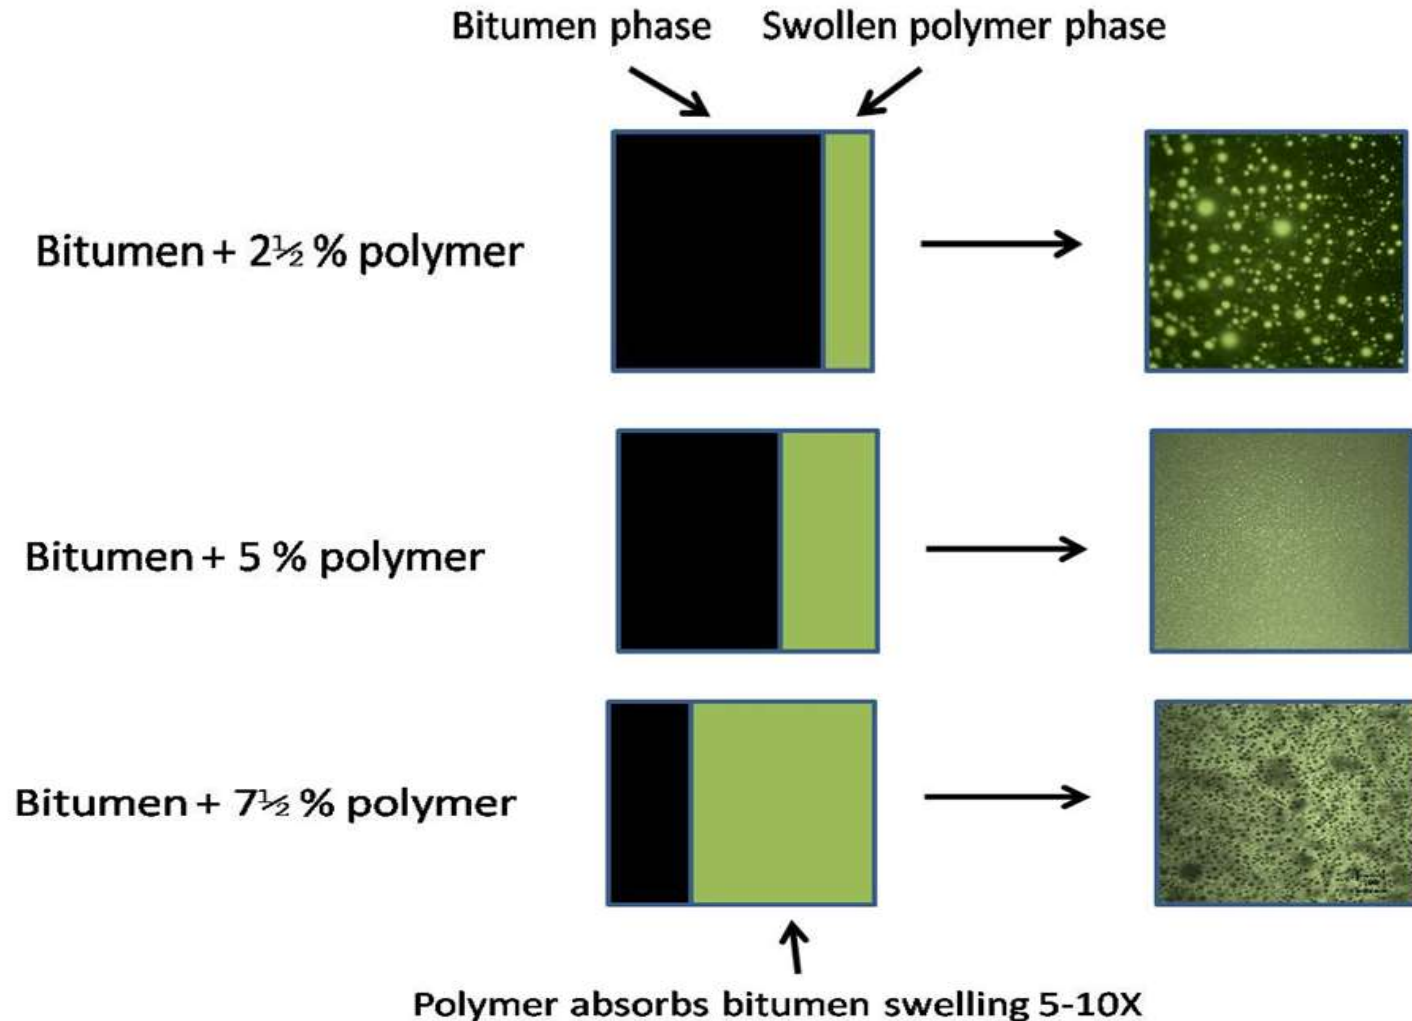 Bitumen phase
Swollen polymer phase
Bitumen + 2½ % polymer
Bitumen + 5 % polymer
Bitumen + 7½ % polymer
Polymer absorbs bitumen swelling 5-10X